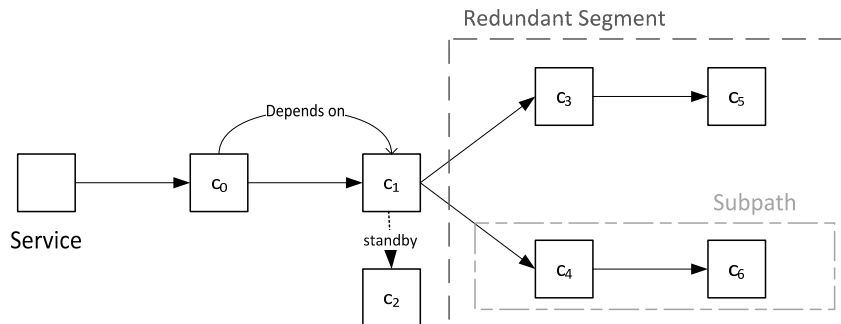 Redundant Segment
Depends on
c₃
c₅
c₀
c₁
Service
standby
Subpath
c₄
c₆
c₂